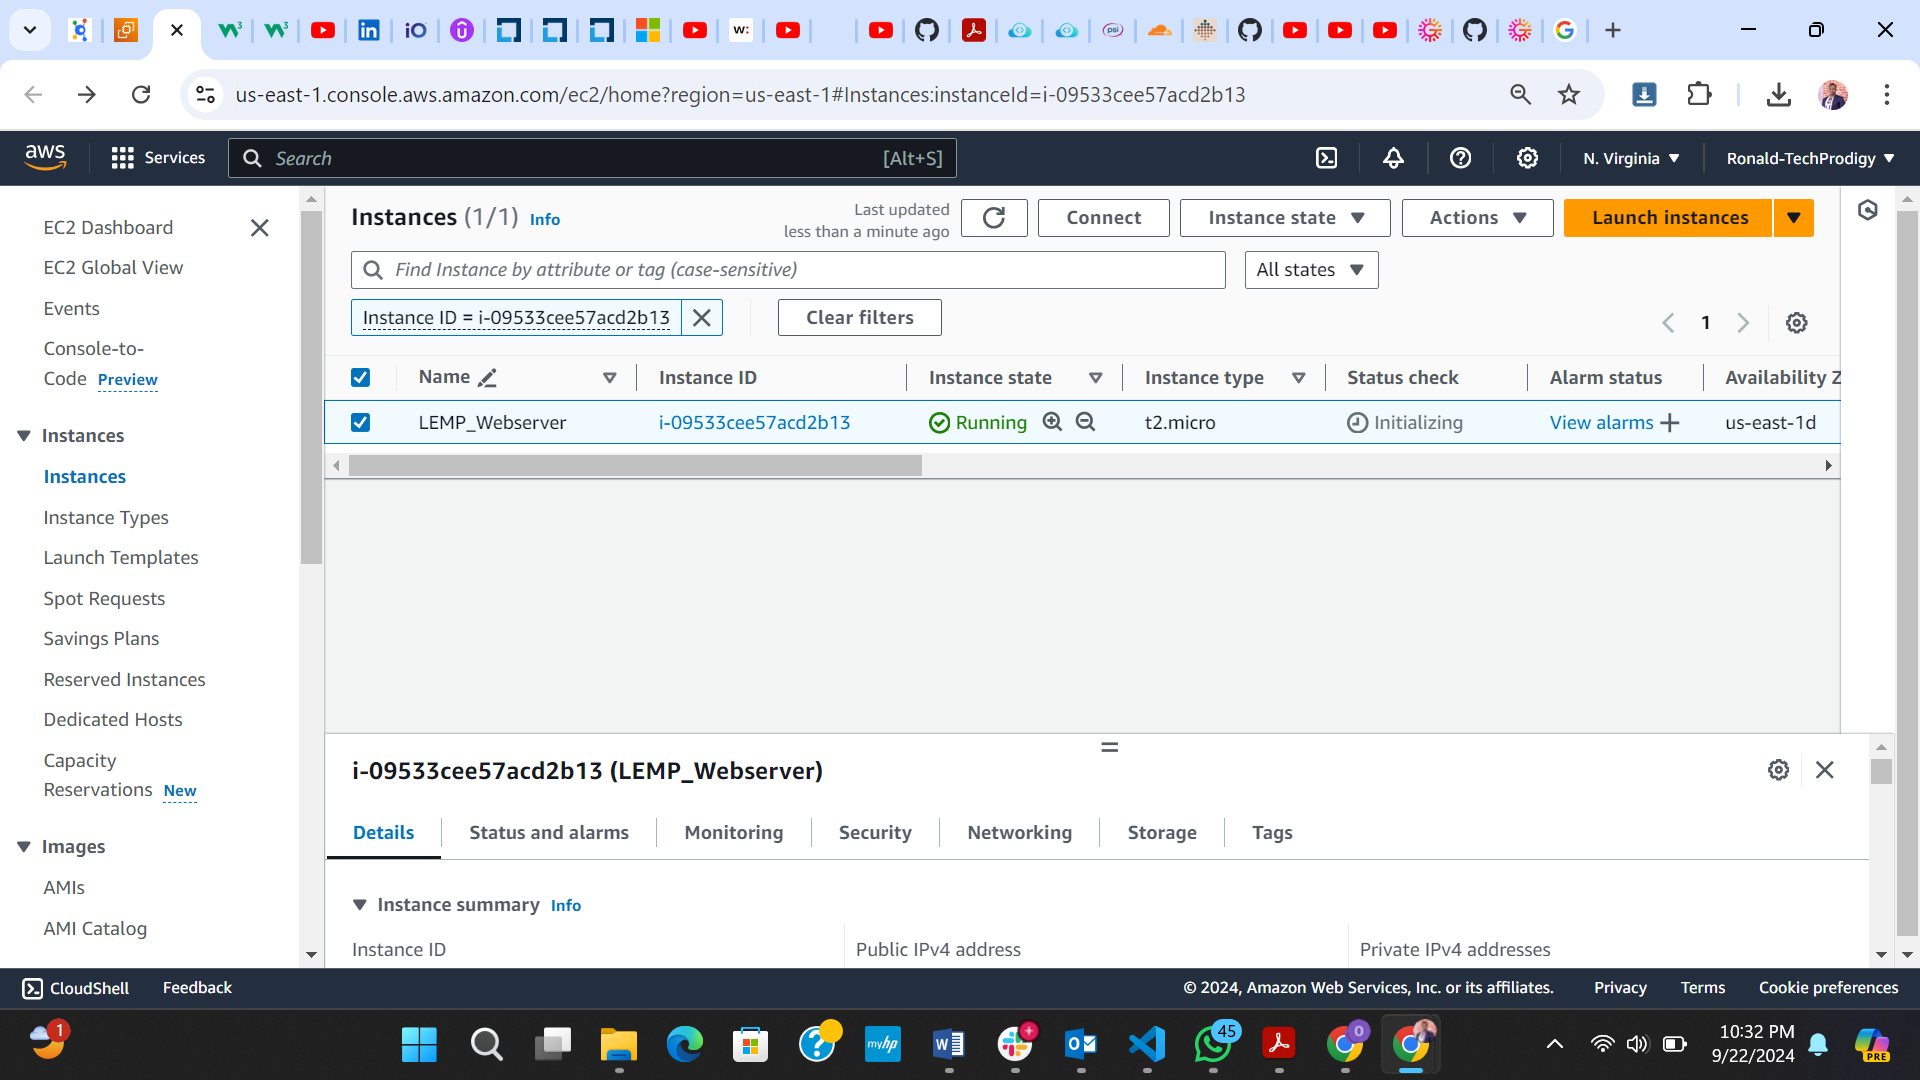 us-east-1.console.aws.amazon.com/ec2/home?region=us-east-1#Instances:instanceId=i-09533cee57acd2b13
aws
Services
Search
[Alt+S]
N. Virginia
Ronald-TechProdigy
EC2 Dashboard
EC2 Global View
Events
Console-to-
Code Preview
Instances
Instances
Instance Types
Launch Templates
Spot Requests
Savings Plans
Reserved Instances
Dedicated Hosts
Capacity
Reservations New
Images
AMIs
AMI Catalog
Instances (1/1) Info
Last updated
less than a minute ago
Connect
Instance state
Actions
Launch instances
Find Instance by attribute or tag (case-sensitive)
All states
Instance ID = i-09533cee57acd2b13
Clear filters
1
Name Instance ID Instance state Instance type Status check Alarm status Availability Z
LEMP_Webserver i-09533cee57acd2b13 Running t2.micro Initializing View alarms us-east-1d
i-09533cee57acd2b13 (LEMP_Webserver)
Details Status and alarms Monitoring Security Networking Storage Tags
Instance summary Info
Instance ID Public IPv4 address Private IPv4 addresses
CloudShell Feedback © 2024, Amazon Web Services, Inc. or its affiliates. Privacy Terms Cookie preferences
1
myhp
45
0
PRE
10:32 PM
9/22/2024